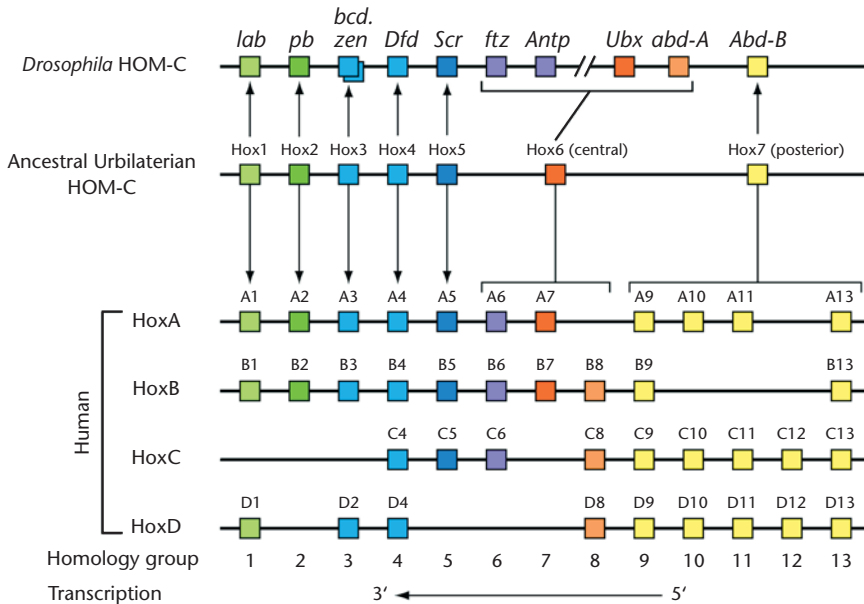 bcd.
lab pb zen Dfd Scr ftz Antp Ubx abd-A Abd-B
Drosophila HOM-C
Hox1 Hox2 Hox3 Hox4 Hox5 Hox6 (central) Hox7 (posterior)
Ancestral Urbilaterian
HOM-C
A1 A2 A3 A4 A5 A6 A7 A9 A10 A11 A13
HoxA
B1 B2 B3 B4 B5 B6 B7 B8 B9 B13
HoxB
Human
C4 C5 C6 C8 C9 C10 C11 C12 C13
HoxC
D1 D2 D4 D8 D9 D10 D11 D12 D13
HoxD
Homology group 1 2 3 4 5 6 7 8 9 10 11 12 13
Transcription 3′ 5′